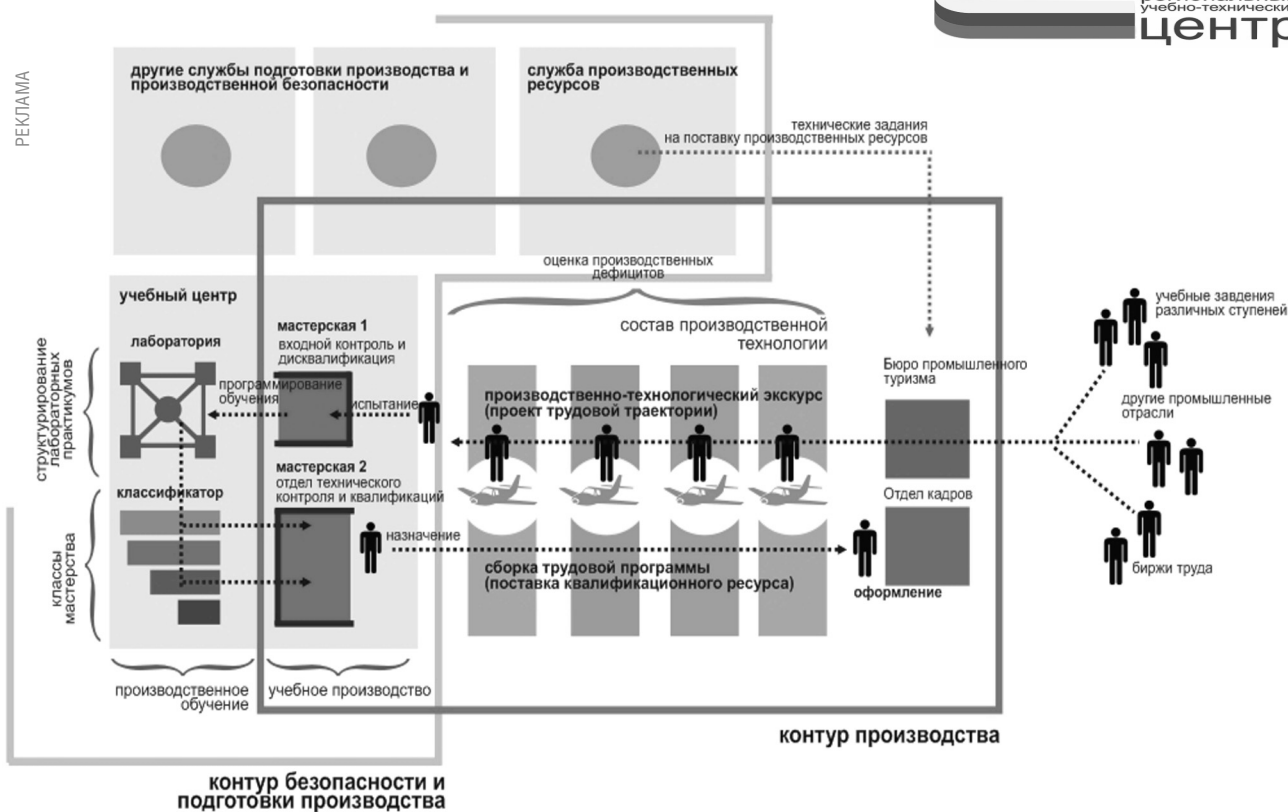 региональный
учебно-технический
центр
РЕКЛАМА
другие службы подготовки производства и
производственной безопасности
служба производственных
ресурсов
технические задания
на поставку производственных ресурсов
оценка производственных
дефицитов
учебный центр
лаборатория
мастерская 1
входной контроль и
дисквалификация
состав производственной
технологии
учебные завдения
различных ступеней
структурирование
лабораторных
практикумов
программирование
обучения
испытание
производственно-технологический экскурс
(проект трудовой траектории)
Бюро промышленного
туризма
другие промышленные
отрасли
классификатор
мастерская 2
отдел технического
контроля и квалификаций
Отдел кадров
классы
мастерства
назначение
сборка трудовой программы
(поставка квалификационного ресурса)
оформление
биржи труда
производственное
обучение
учебное производство
контур производства
контур безопасности и
подготовки производства